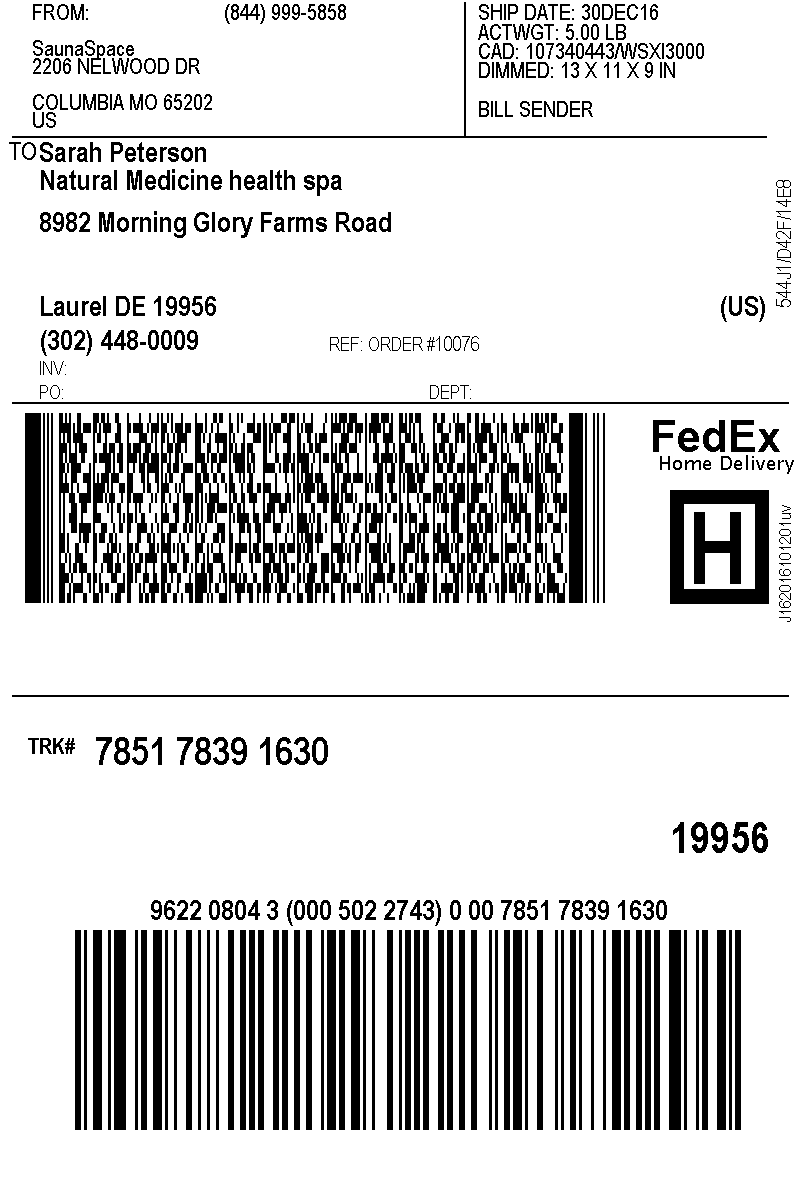 FROM: (844) 999-5858
SaunaSpace
2206 NELWOOD DR
COLUMBIA MO 65202
US
SHIP DATE: 30DEC16
ACTWGT: 5.00 LB
CAD: 107340443/WSXI3000
DIMMED: 13 X 11 X 9 IN
BILL SENDER
TO Sarah Peterson
Natural Medicine health spa
8982 Morning Glory Farms Road
Laurel DE 19956 (US)
(302) 448-0009 REF: ORDER #10076
INV:
PO: DEPT:
544J1/D42F/14E8
FedEx
Home Delivery
H
J162016101201uv
TRK# 7851 7839 1630
19956
9622 0804 3 (000 502 2743) 0 00 7851 7839 1630